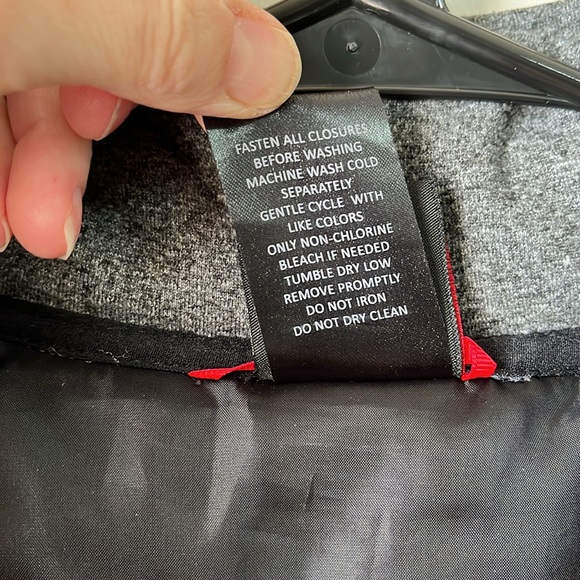 FASTEN ALL CLOSURES
BEFORE WASHING
MACHINE WASH COLD
SEPARATELY
GENTLE CYCLE WITH
LIKE COLORS
ONLY NON-CHLORINE
BLEACH IF NEEDED
TUMBLE DRY LOW
REMOVE PROMPTLY
DO NOT IRON
DO NOT DRY CLEAN